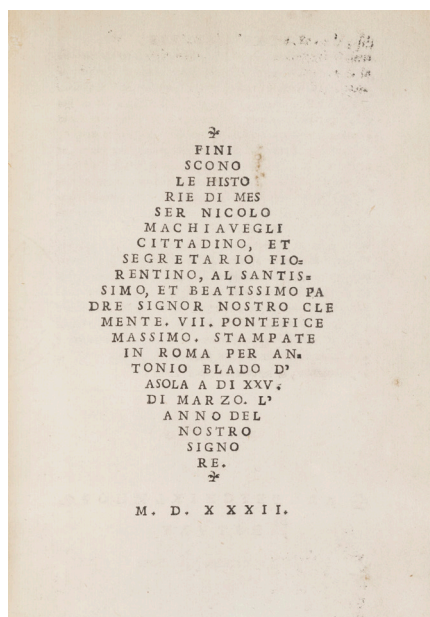 FINI
SCONO
LE HISTO
RIE DI MES
SER NICOLO
MACHIAVEGLI
CITTADINO, ET
SEGRETARIO FIO=
RENTINO, AL SANTIS=
SIMO, ET BEATISSIMO PA
DRE SIGNOR NOSTRO CLE
MENTE. VII. PONTEFICE
MASSIMO. STAMPATE
IN ROMA PER AN=
TONIO BLADO D'
ASOLA A DI XXV.
DI MARZO. L'
ANNO DEL
NOSTRO
SIGNO
RE.
M. D. XXXII.